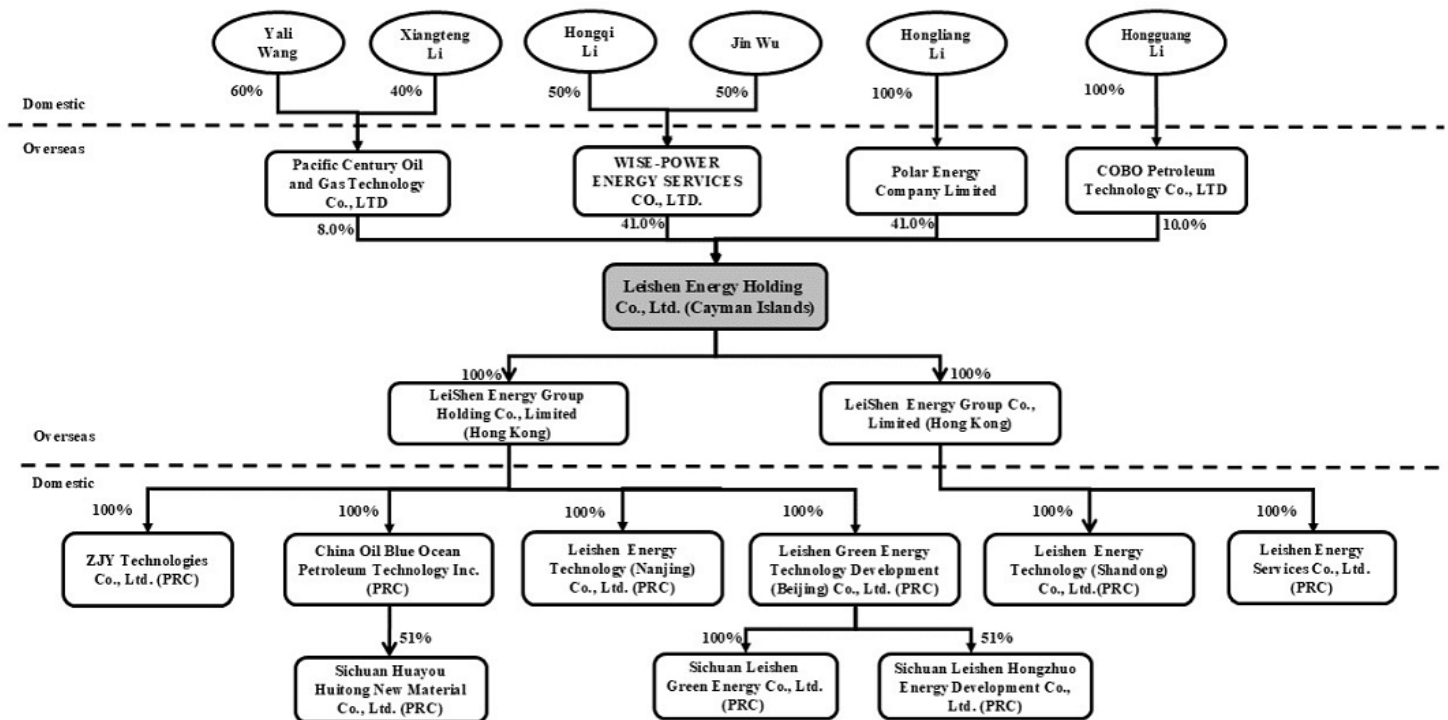 Yali
Wang
Xiangteng
Li
Hongqi
Li
Jin Wu
Hongliang
Li
Hongguang
Li
60%
40%
50%
50%
100%
100%
Domestic
Overseas
Pacific Century Oil
and Gas Technology
Co., LTD
WISE-POWER
ENERGY SERVICES
CO., LTD.
Polar Energy
Company Limited
COBO Petroleum
Technology Co., LTD
8.0%
41.0%
41.0%
10.0%
Leishen Energy Holding
Co., Ltd. (Cayman Islands)
100%
100%
LeiShen Energy Group
Holding Co., Limited
(Hong Kong)
LeiShen Energy Group Co.,
Limited (Hong Kong)
Overseas
Domestic
100%
100%
100%
100%
100%
100%
ZJY Technologies
Co., Ltd. (PRC)
China Oil Blue Ocean
Petroleum Technology Inc.
(PRC)
Leishen Energy
Technology (Nanjing)
Co., Ltd. (PRC)
Leishen Green Energy
Technology Development
(Beijing) Co., Ltd. (PRC)
Leishen Energy
Technology (Shandong)
Co., Ltd.(PRC)
Leishen Energy
Services Co., Ltd.
(PRC)
51%
100%
51%
Sichuan Huayou
Huitong New Material
Co., Ltd. (PRC)
Sichuan Leishen
Green Energy Co., Ltd.
(PRC)
Sichuan Leishen Hongzhuo
Energy Development Co.,
Ltd. (PRC)